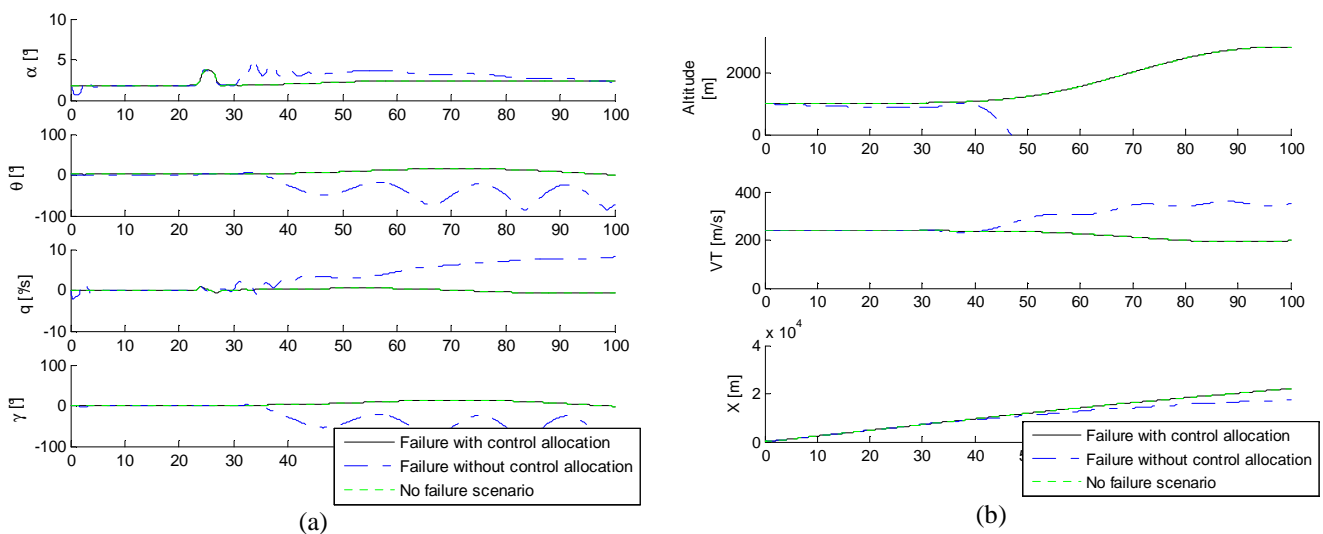 10
5
0
α [°]
0 10 20 30 40 50 60 70 80 90 100
100
0
-100
θ [°]
0 10 20 30 40 50 60 70 80 90 100
10
0
-10
q [°/s]
0 10 20 30 40 50 60 70 80 90 100
100
0
-100
γ [°]
0 10 20 30 40
Failure with control allocation
Failure without control allocation
No failure scenario
(a)
2000
0
Altitude
[m]
0 10 20 30 40 50 60 70 80 90 100
400
200
0
VT [m/s]
0 10 20 30 40 50 60 70 80 90 100
x 10^4
4
2
0
X [m]
0 10 20 30 40 5
Failure with control allocation
Failure without control allocation
No failure scenario
(b)